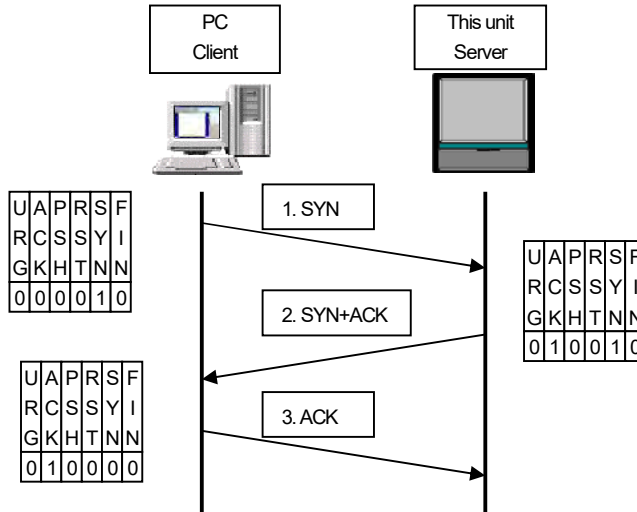 PC
Client
This unit
Server
1. SYN
U A P R S F
R C S S Y I
G K H T N N
0 0 0 0 1 0
2. SYN+ACK
U A P R S F
R C S S Y I
G K H T N N
0 1 0 0 1 0
3. ACK
U A P R S F
R C S S Y I
G K H T N N
0 1 0 0 0 0